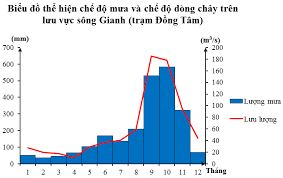 Biểu đồ thể hiện chế độ mưa và chế độ dòng chảy trên
lưu vực sông Gianh (trạm Đồng Tâm)
(mm) (m³/s)
700 200
600 180
500 160
400 140
300 120
200 100
100 80
0 60
40
20
0
1 2 3 4 5 6 7 8 9 10 11 12 Tháng
Lượng mưa
Lưu lượng